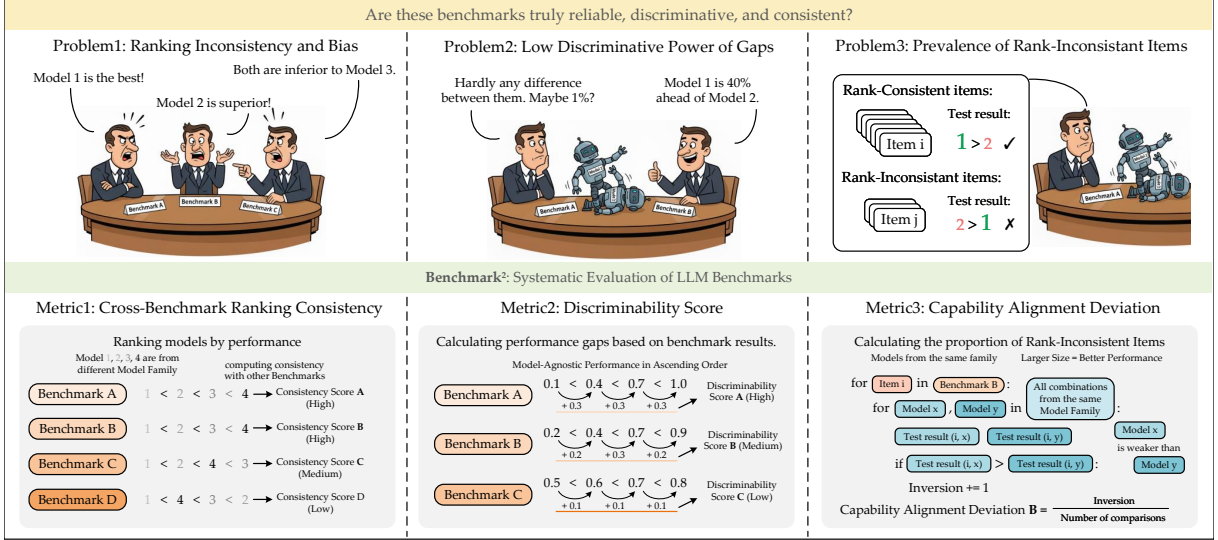 Are these benchmarks truly reliable, discriminative, and consistent?
Problem1: Ranking Inconsistency and Bias
Model 1 is the best!
Both are inferior to Model 3.
Model 2 is superior!
Benchmark A
Benchmark B
Benchmark C
Problem2: Low Discriminative Power of Gaps
Hardly any difference
between them. Maybe 1%?
Model 1 is 40%
ahead of Model 2.
Benchmark A
Benchmark B
Problem3: Prevalence of Rank-Inconsistant Items
Rank-Consistent items:
Test result:
Item i
1 > 2 ✓
Rank-Inconsistant items:
Test result:
Item j
2 > 1 ✗
Benchmark A
Benchmark²: Systematic Evaluation of LLM Benchmarks
Metric1: Cross-Benchmark Ranking Consistency
Ranking models by performance
Model 1, 2, 3, 4 are from
different Model Family
computing consistency
with other Benchmarks
Benchmark A
1 < 2 < 3 < 4
Consistency Score A
(High)
Benchmark B
1 < 2 < 3 < 4
Consistency Score B
(High)
Benchmark C
1 < 2 < 4 < 3
Consistency Score C
(Medium)
Benchmark D
1 < 4 < 3 < 2
Consistency Score D
(Low)
Metric2: Discriminability Score
Calculating performance gaps based on benchmark results.
Model-Agnostic Performance in Ascending Order
Benchmark A
0.1 < 0.4 < 0.7 < 1.0
+ 0.3 + 0.3 + 0.3
Discriminability
Score A (High)
Benchmark B
0.2 < 0.4 < 0.7 < 0.9
+ 0.2 + 0.3 + 0.2
Discriminability
Score B (Medium)
Benchmark C
0.5 < 0.6 < 0.7 < 0.8
+ 0.1 + 0.1 + 0.1
Discriminability
Score C (Low)
Metric3: Capability Alignment Deviation
Calculating the proportion of Rank-Inconsistent Items
Models from the same family
Larger Size = Better Performance
for Item i in Benchmark B :
for Model x , Model y in
All combinations
from the same
Model Family
:
Test result (i, x) Test result (i, y)
Model x
is weaker than
Model y
if Test result (i, x) > Test result (i, y) :
Inversion += 1
Capability Alignment Deviation B =
Inversion
Number of comparisons